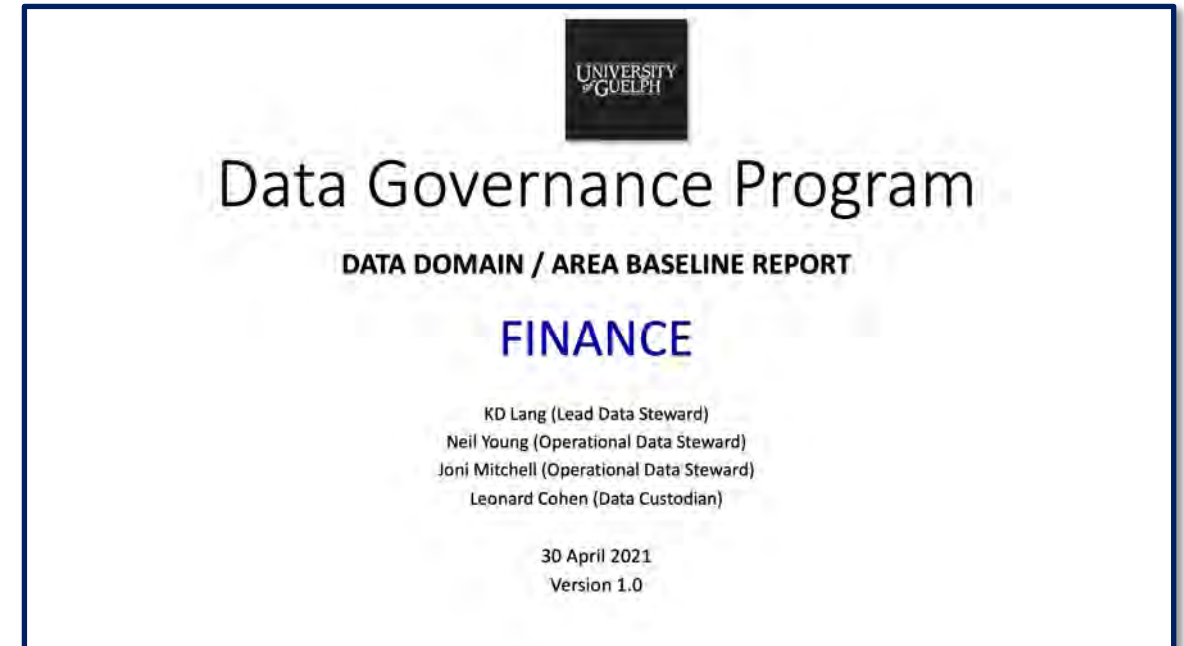 UNIVERSITY
of GUELPH
Data Governance Program
DATA DOMAIN / AREA BASELINE REPORT
FINANCE
KD Lang (Lead Data Steward)
Neil Young (Operational Data Steward)
Joni Mitchell (Operational Data Steward)
Leonard Cohen (Data Custodian)
30 April 2021
Version 1.0